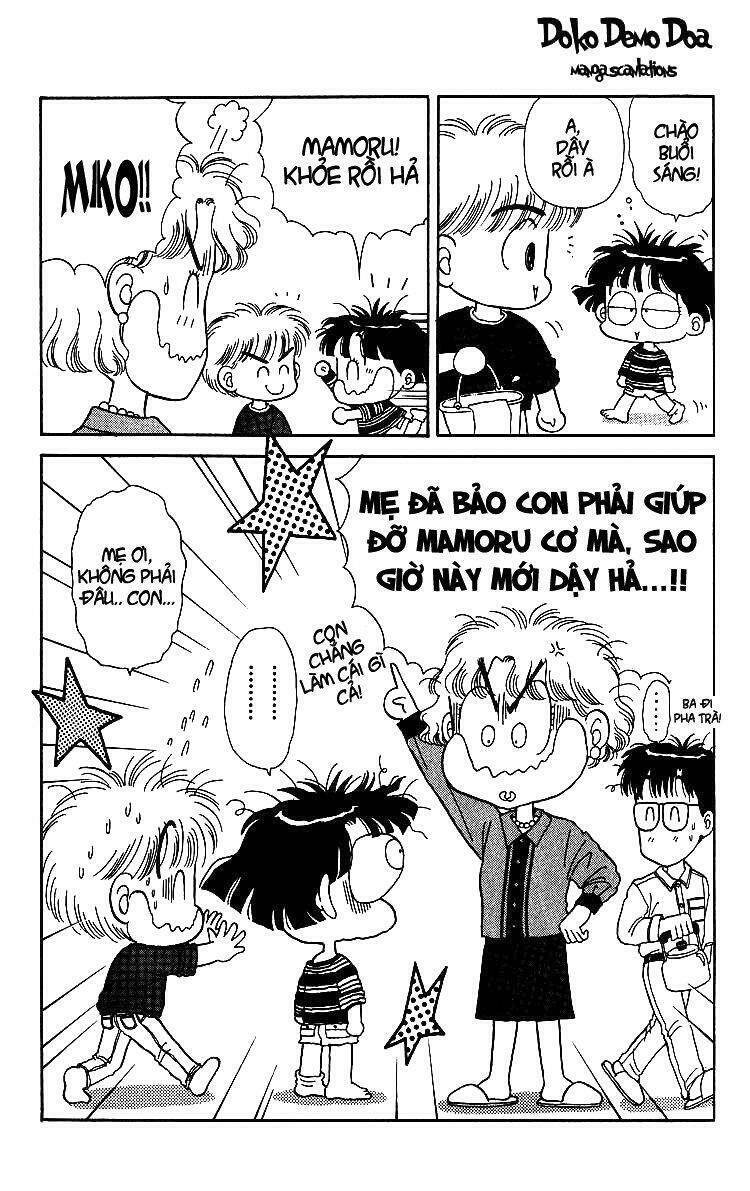 Doko Demo Doa
Manga scanlations
CHÀO
BUỔI
SÁNG!
A,
DẬY
RỒI À
MAMORU!
KHỎE RỒI HẢ
MIKO!!
MẸ ĐÃ BẢO CON PHẢI GIÚP
ĐỠ MAMORU CƠ MÀ, SAO
GIỜ NÀY MỚI DẬY HẢ...!!
MẸ ƠI,
KHÔNG PHẢI
ĐÂU.. CON...
CON
CHẲNG
LÀM CÁI GÌ
CẢ!
BA ĐI
PHA TRÀ!